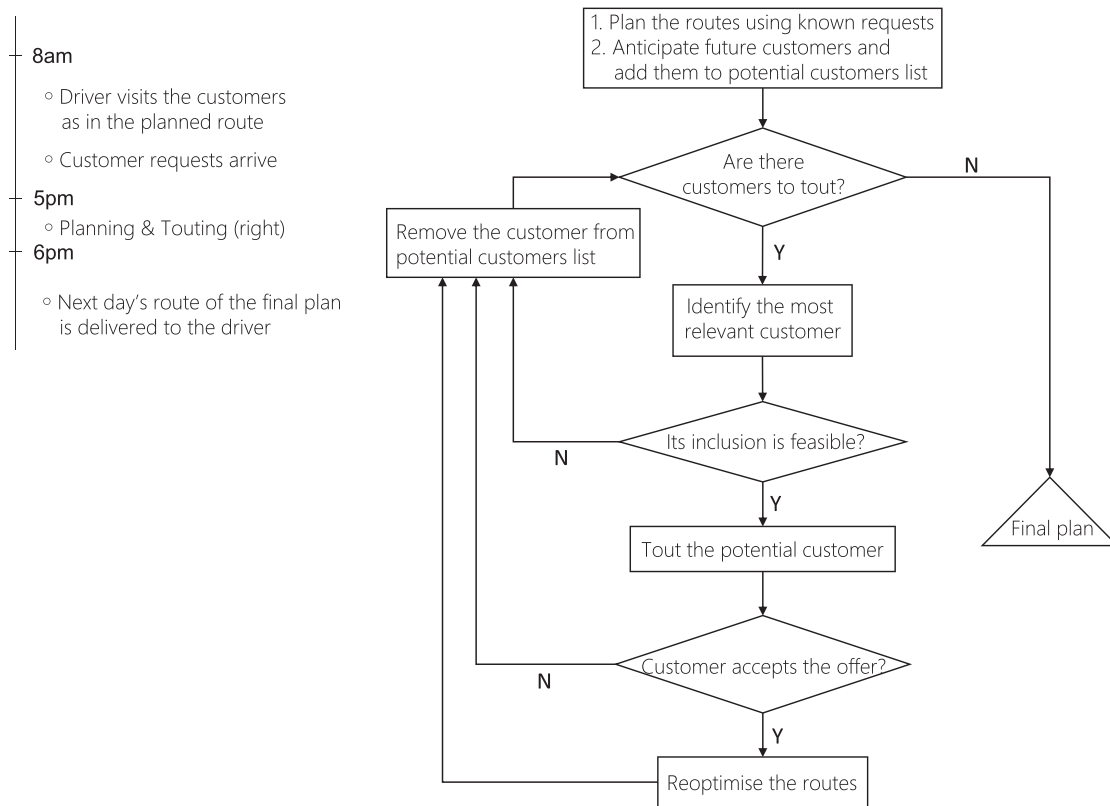 8am
◦ Driver visits the customers
as in the planned route
◦ Customer requests arrive
5pm
◦ Planning & Touting (right)
6pm
◦ Next day's route of the final plan
is delivered to the driver
1. Plan the routes using known requests
2. Anticipate future customers and
add them to potential customers list
Are there
customers to tout?
N
Y
Remove the customer from
potential customers list
Identify the most
relevant customer
Its inclusion is feasible?
N
Y
Final plan
Tout the potential customer
Customer accepts the offer?
N
Y
Reoptimise the routes